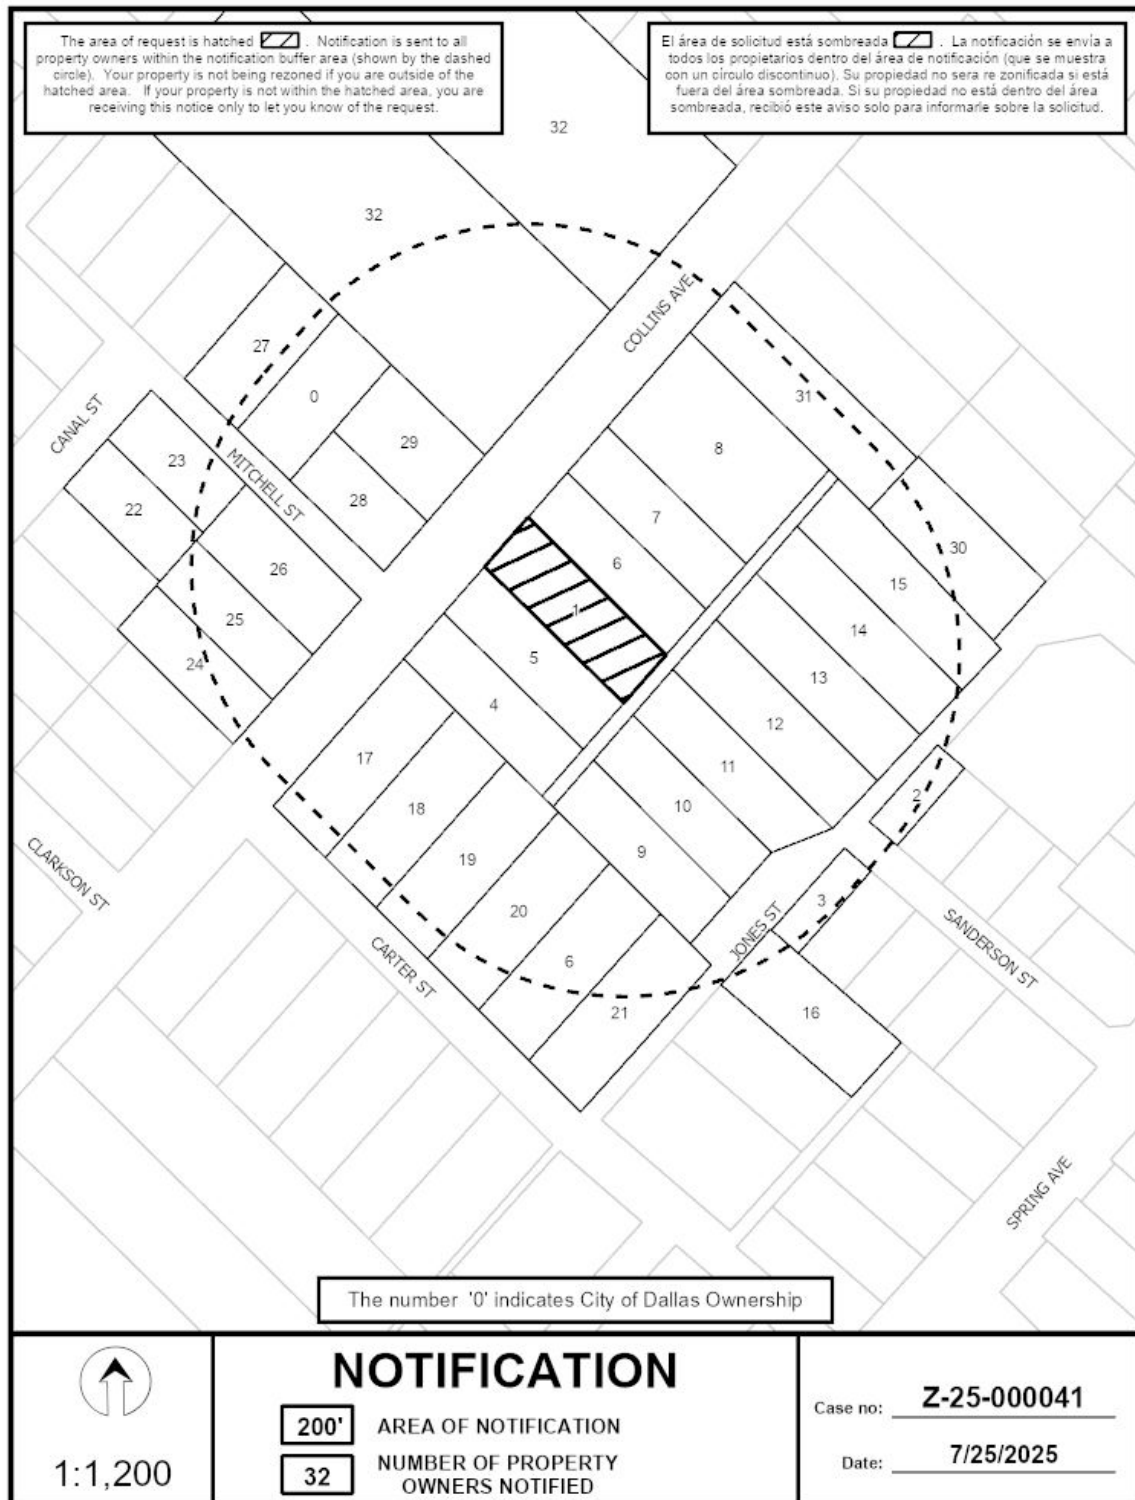 The area of request is hatched . Notification is sent to all
property owners within the notification buffer area (shown by the dashed
circle). Your property is not being rezoned if you are outside of the
hatched area. If your property is not within the hatched area, you are
receiving this notice only to let you know of the request.
El área de solicitud está sombreada . La notificación se envía a
todos los propietarios dentro del área de notificación (que se muestra
con un círculo discontinuo). Su propiedad no sera re zonificada si está
fuera del área sombreada. Si su propiedad no está dentro del área
sombreada, recibió este aviso solo para informarle sobre la solicitud.
32
32
COLLINS AVE
27
0
31
CANAL ST
29
8
23
MITCHELL ST
28
22
7
30
26
6
15
1
25
14
5
24
13
4
12
17
11
2
18
10
19
9
CLARKSON ST
3
20
JONES ST
SANDERSON ST
6
CARTER ST
21
16
SPRING AVE
The number '0' indicates City of Dallas Ownership
1:1,200
NOTIFICATION
200' AREA OF NOTIFICATION
32 NUMBER OF PROPERTY
OWNERS NOTIFIED
Case no: Z-25-000041
Date: 7/25/2025